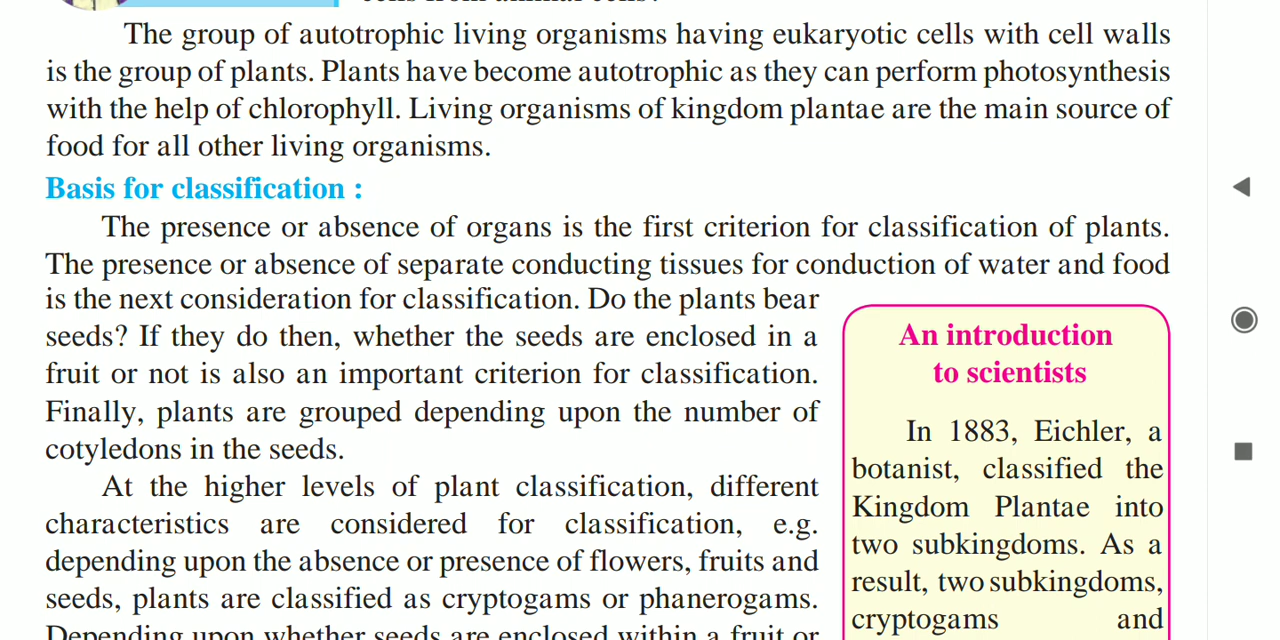 The group of autotrophic living organisms having eukaryotic cells with cell walls
is the group of plants. Plants have become autotrophic as they can perform photosynthesis
with the help of chlorophyll. Living organisms of kingdom plantae are the main source of
food for all other living organisms.
Basis for classification :
The presence or absence of organs is the first criterion for classification of plants.
The presence or absence of separate conducting tissues for conduction of water and food
is the next consideration for classification. Do the plants bear
seeds? If they do then, whether the seeds are enclosed in a
fruit or not is also an important criterion for classification.
Finally, plants are grouped depending upon the number of
cotyledons in the seeds.
At the higher levels of plant classification, different
characteristics are considered for classification, e.g.
depending upon the absence or presence of flowers, fruits and
seeds, plants are classified as cryptogams or phanerogams.
Depending upon whether seeds are enclosed within a fruit or
An introduction
to scientists
In 1883, Eichler, a
botanist, classified the
Kingdom Plantae into
two subkingdoms. As a
result, two subkingdoms,
cryptogams and